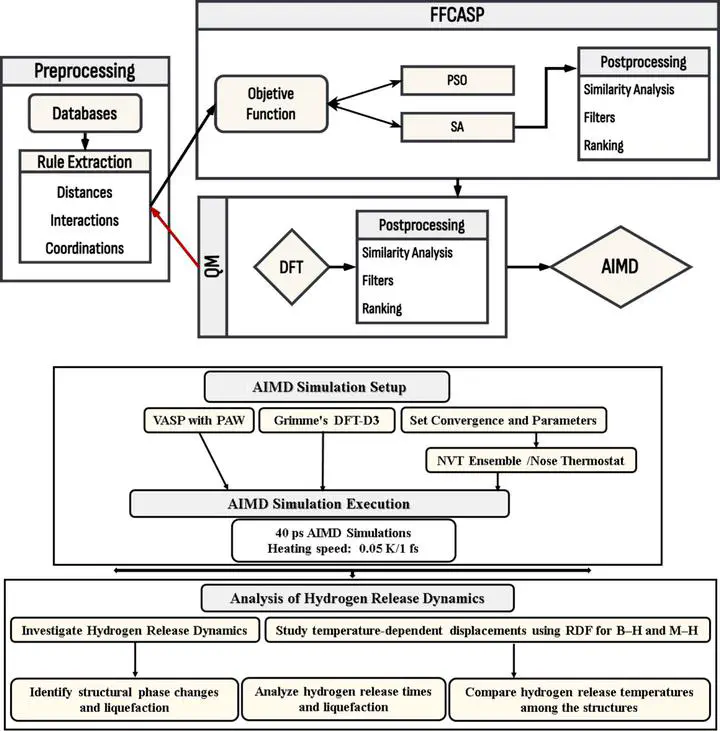 FFCASP
Preprocessing
Databases
Rule Extraction
Distances
Interactions
Coordinations
Objetive
Function
PSO
SA
Postprocessing
Similarity Analysis
Filters
Ranking
QM
DFT
Postprocessing
Similarity Analysis
Filters
Ranking
AIMD
AIMD Simulation Setup
VASP with PAW
Grimme's DFT-D3
Set Convergence and Parameters
NVT Ensemble /Nose Thermostat
AIMD Simulation Execution
40 ps AIMD Simulations
Heating speed: 0.05 K/1 fs
Analysis of Hydrogen Release Dynamics
Investigate Hydrogen Release Dynamics
Study temperature-dependent displacements using RDF for B–H and M–H
Identify structural phase changes
and liquefaction
Analyze hydrogen release times
and liquefaction
Compare hydrogen release temperatures
among the structures